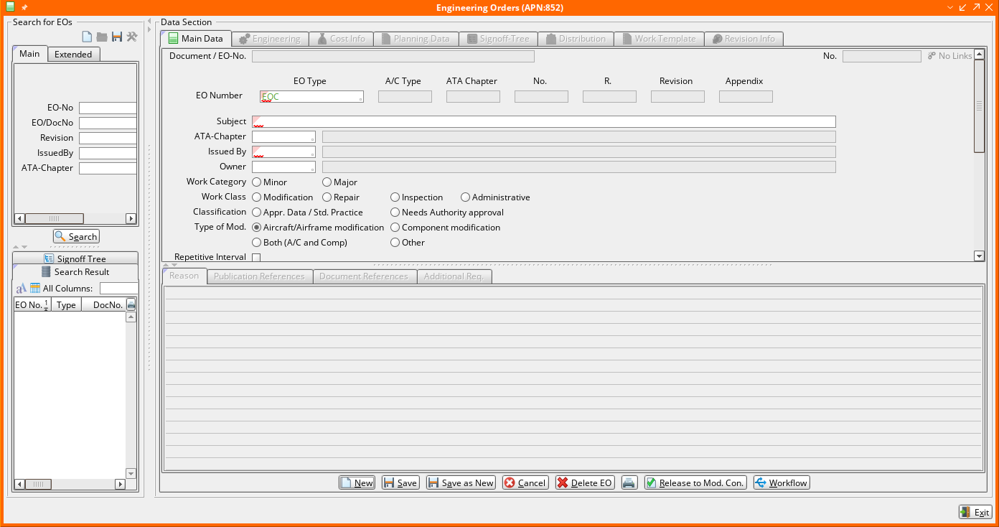 Engineering Orders (APN:852)
Search for EOs
Main Extended
EO-No
EO/DocNo
Revision
IssuedBy
ATA-Chapter
Search
Signoff Tree
Search Result
All Columns:
EO No. 1 Type DocNo.
Data Section
Main Data Engineering Cost Info Planning Data Signoff-Tree Distribution Work Template Revision Info
Document / EO-No. No. No Links
EO Type A/C Type ATA Chapter No. R. Revision Appendix
EO Number EOC
Subject
ATA-Chapter
Issued By
Owner
Work Category Minor Major
Work Class Modification Repair Inspection Administrative
Classification Appr. Data / Std. Practice Needs Authority approval
Type of Mod. Aircraft/Airframe modification Component modification
Both (A/C and Comp) Other
Repetitive Interval
Reason Publication References Document References Additional Req.
New Save Save as New Cancel Delete EO Release to Mod. Con. Workflow
Exit